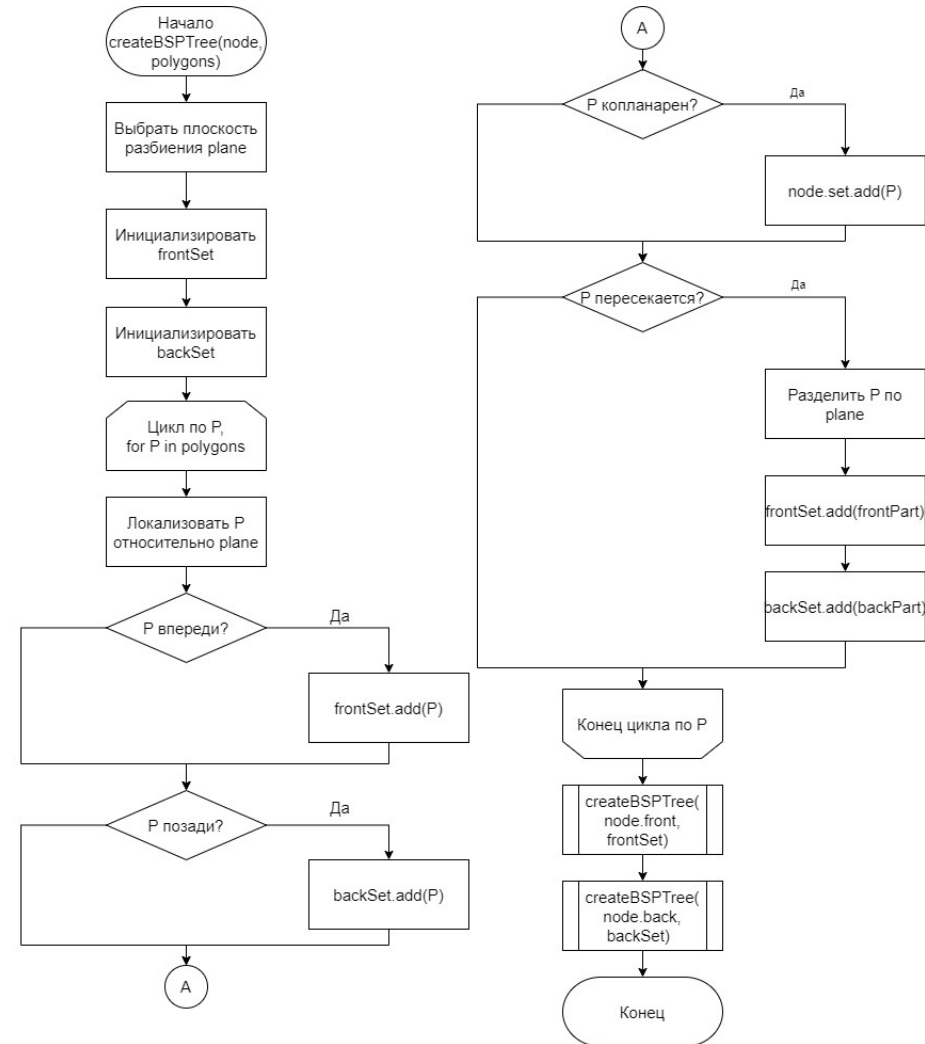 Начало
createBSPTree(node,
polygons)
Выбрать плоскость
разбиения plane
Инициализировать
frontSet
Инициализировать
backSet
Цикл по P,
for P in polygons
Локализовать P
относительно plane
P впереди?
Да
frontSet.add(P)
P позади?
Да
backSet.add(P)
A
A
P копланарен?
Да
node.set.add(P)
P пересекается?
Да
Разделить P по
plane
frontSet.add(frontPart)
backSet.add(backPart)
Конец цикла по P
createBSPTree(
node.front,
frontSet)
createBSPTree(
node.back,
backSet)
Конец